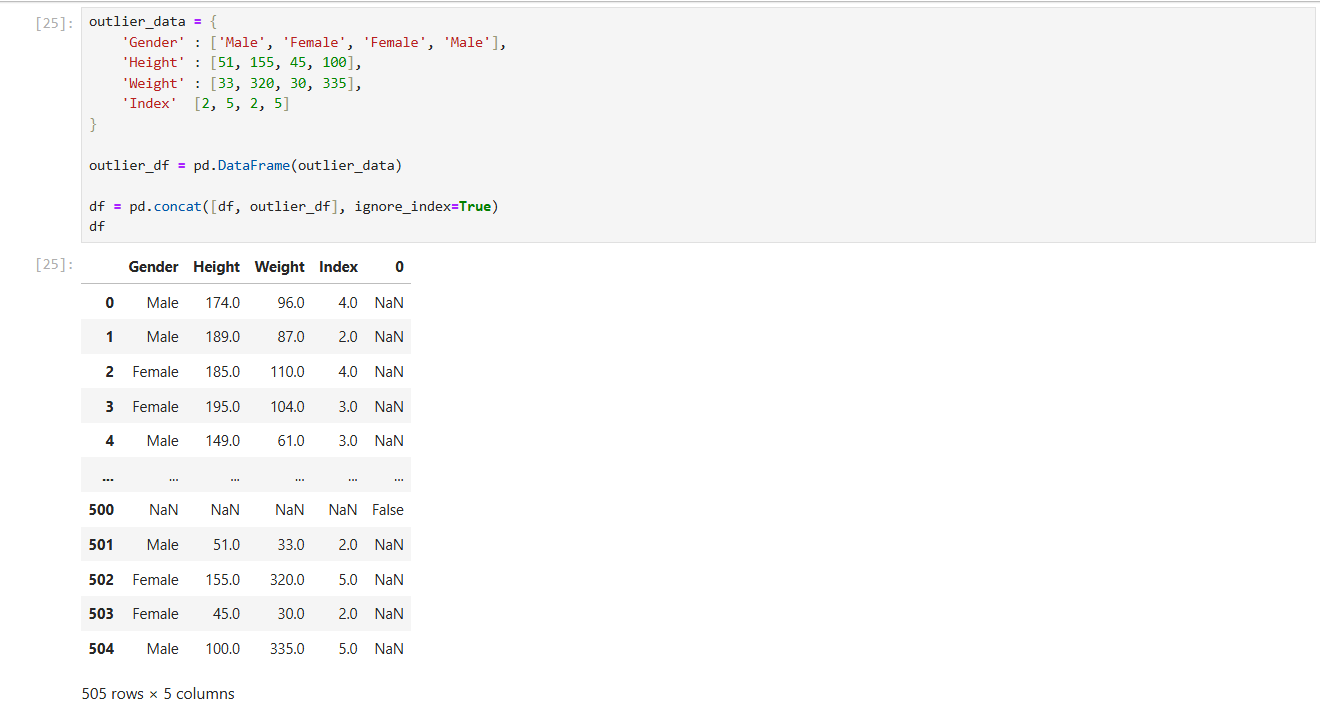 [25]: outlier_data = {
'Gender' : ['Male', 'Female', 'Female', 'Male'],
'Height' : [51, 155, 45, 100],
'Weight' : [33, 320, 30, 335],
'Index'  [2, 5, 2, 5]
}
outlier_df = pd.DataFrame(outlier_data)
df = pd.concat([df, outlier_df], ignore_index=True)
df
[25]: Gender Height Weight Index 0
0 Male 174.0 96.0 4.0 NaN
1 Male 189.0 87.0 2.0 NaN
2 Female 185.0 110.0 4.0 NaN
3 Female 195.0 104.0 3.0 NaN
4 Male 149.0 61.0 3.0 NaN
... ... ... ... ... ...
500 NaN NaN NaN NaN False
501 Male 51.0 33.0 2.0 NaN
502 Female 155.0 320.0 5.0 NaN
503 Female 45.0 30.0 2.0 NaN
504 Male 100.0 335.0 5.0 NaN
505 rows × 5 columns